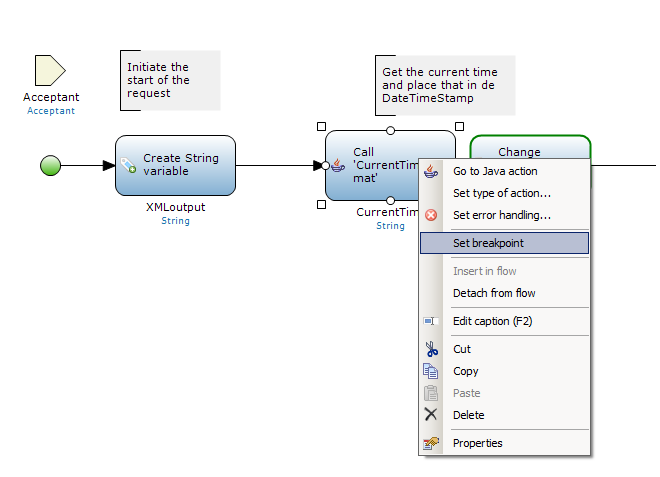 Initiate the
start of the
request
Get the current time
and place that in de
DateTimeStamp
Acceptant
Acceptant
Create String
variable
XMLoutput
String
Call
'CurrentTim
mat'
CurrentTim
String
Change
Go to Java action
Set type of action...
Set error handling...
Set breakpoint
Insert in flow
Detach from flow
Edit caption (F2)
Cut
Copy
Paste
Delete
Properties